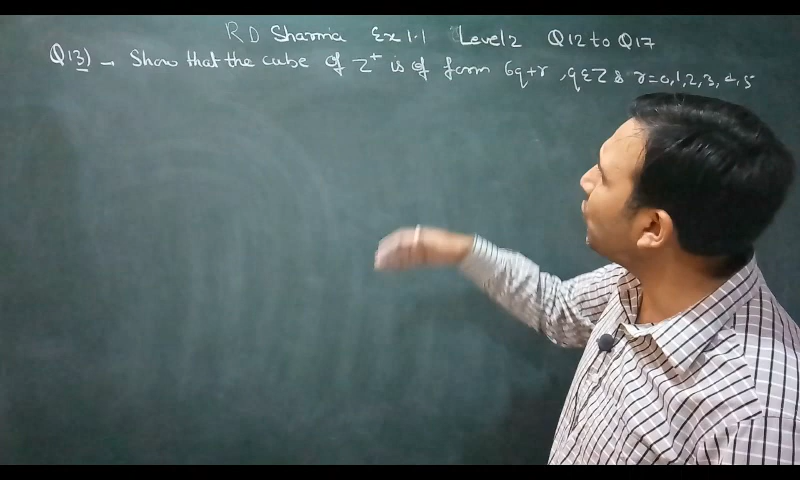 RD Sharma Ex 1.1 Level 2 Q12 to Q17
Q13) → Show that the cube of Z⁺ is of form 6q+r, q∈Z & r=0,1,2,3,4,5